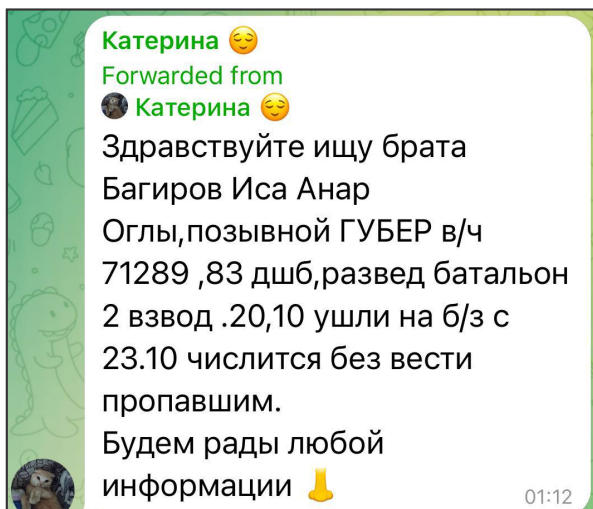 Катерина 😌
Forwarded from
Катерина 😌
Здравствуйте ищу брата
Багиров Иса Анар
Оглы,позывной ГУБЕР в/ч
71289 ,83 дшб,развед батальон
2 взвод .20,10 ушли на б/з с
23.10 числится без вести
пропавшим.
Будем рады любой
информации 👃
01:12